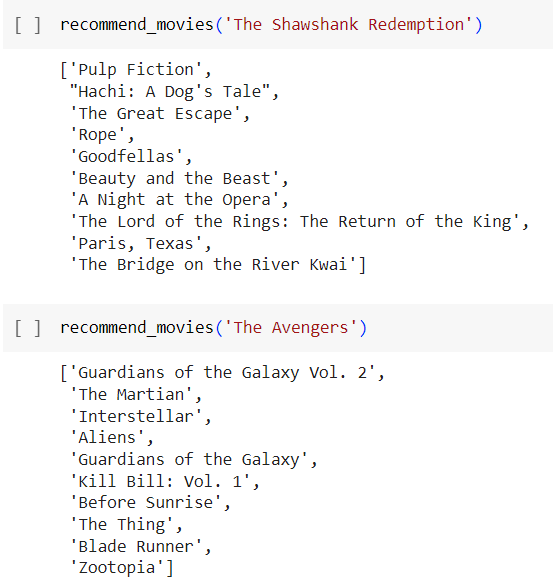 [ ] recommend_movies('The Shawshank Redemption')
['Pulp Fiction',
"Hachi: A Dog's Tale",
'The Great Escape',
'Rope',
'Goodfellas',
'Beauty and the Beast',
'A Night at the Opera',
'The Lord of the Rings: The Return of the King',
'Paris, Texas',
'The Bridge on the River Kwai']
[ ] recommend_movies('The Avengers')
['Guardians of the Galaxy Vol. 2',
'The Martian',
'Interstellar',
'Aliens',
'Guardians of the Galaxy',
'Kill Bill: Vol. 1',
'Before Sunrise',
'The Thing',
'Blade Runner',
'Zootopia']